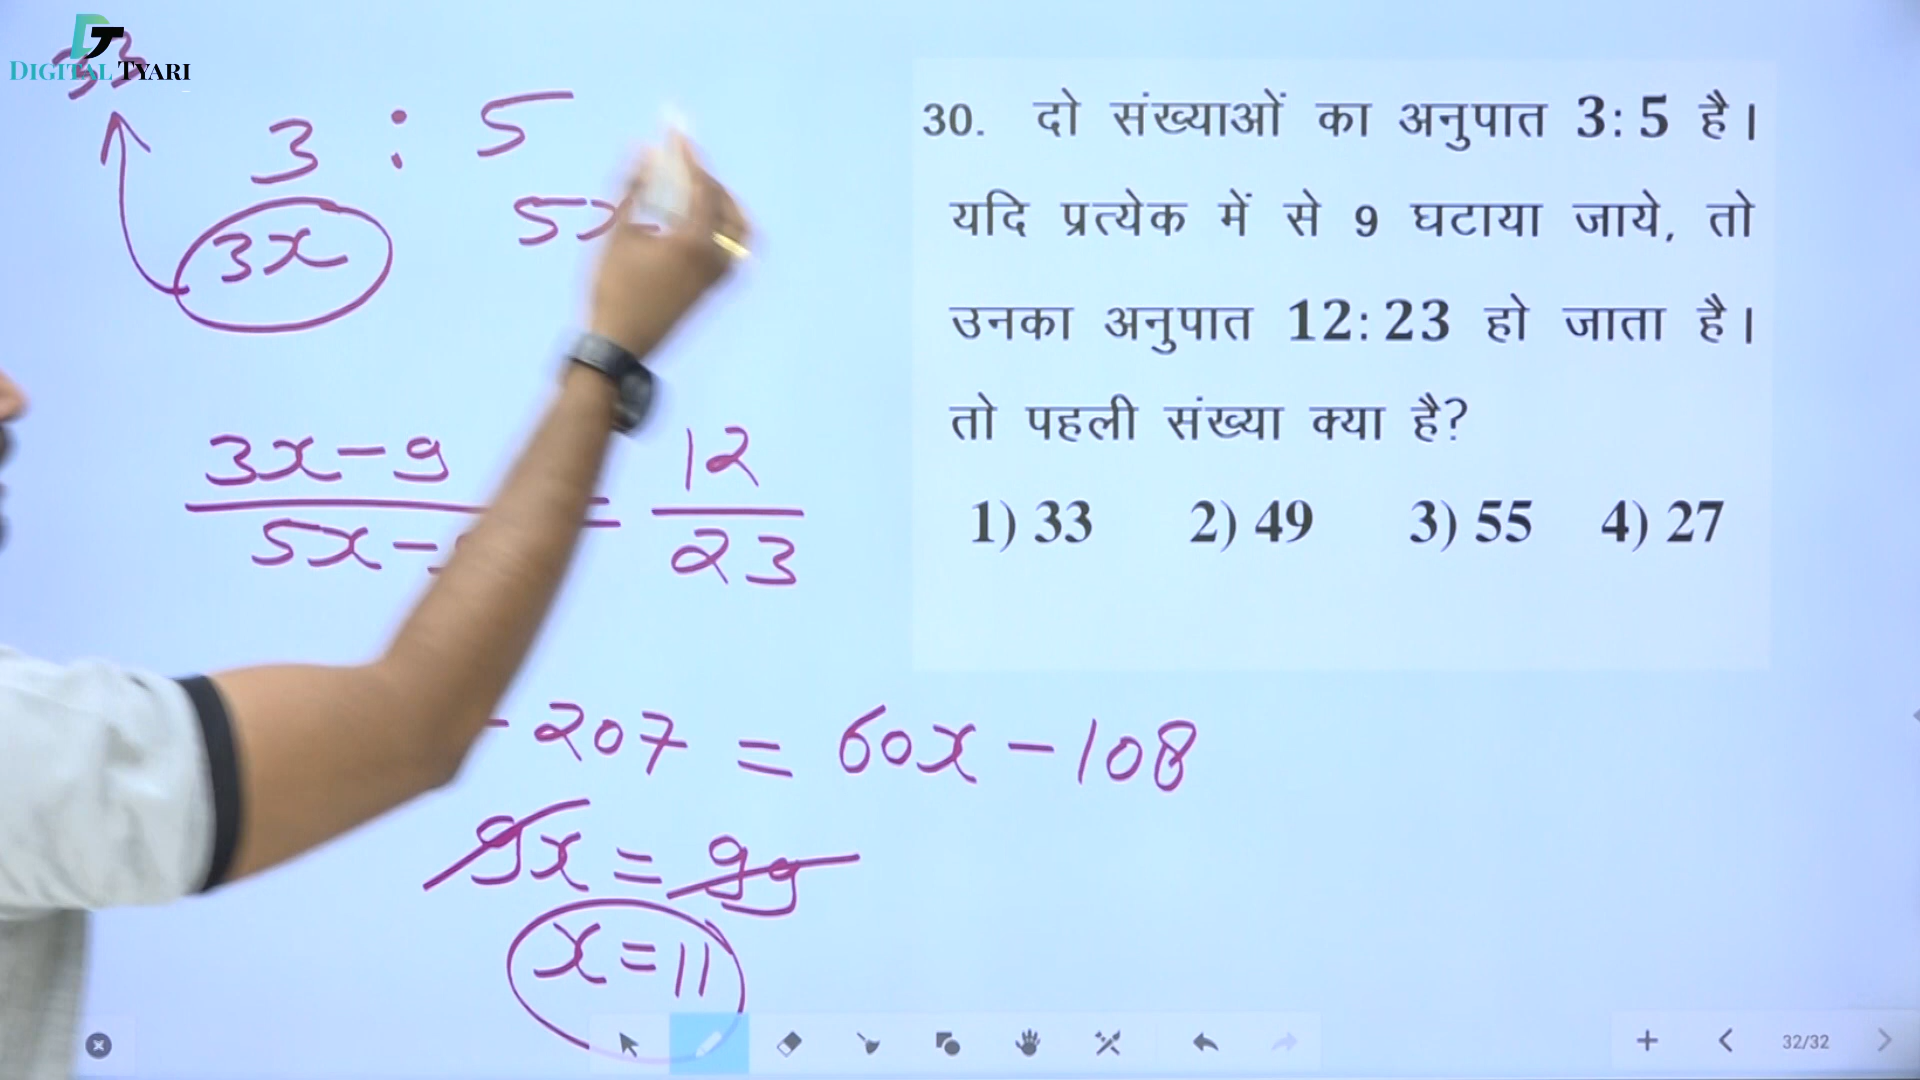 DIGITAL TYARI
33
3 : 5
3x 5x
3x-9 = 12
5x- 23
- 207 = 60x - 108
9x = 99
x = 11
30. दो संख्याओं का अनुपात 3:5 है।
यदि प्रत्येक में से 9 घटाया जाये, तो
उनका अनुपात 12:23 हो जाता है।
तो पहली संख्या क्या है?
1) 33 2) 49 3) 55 4) 27
32/32